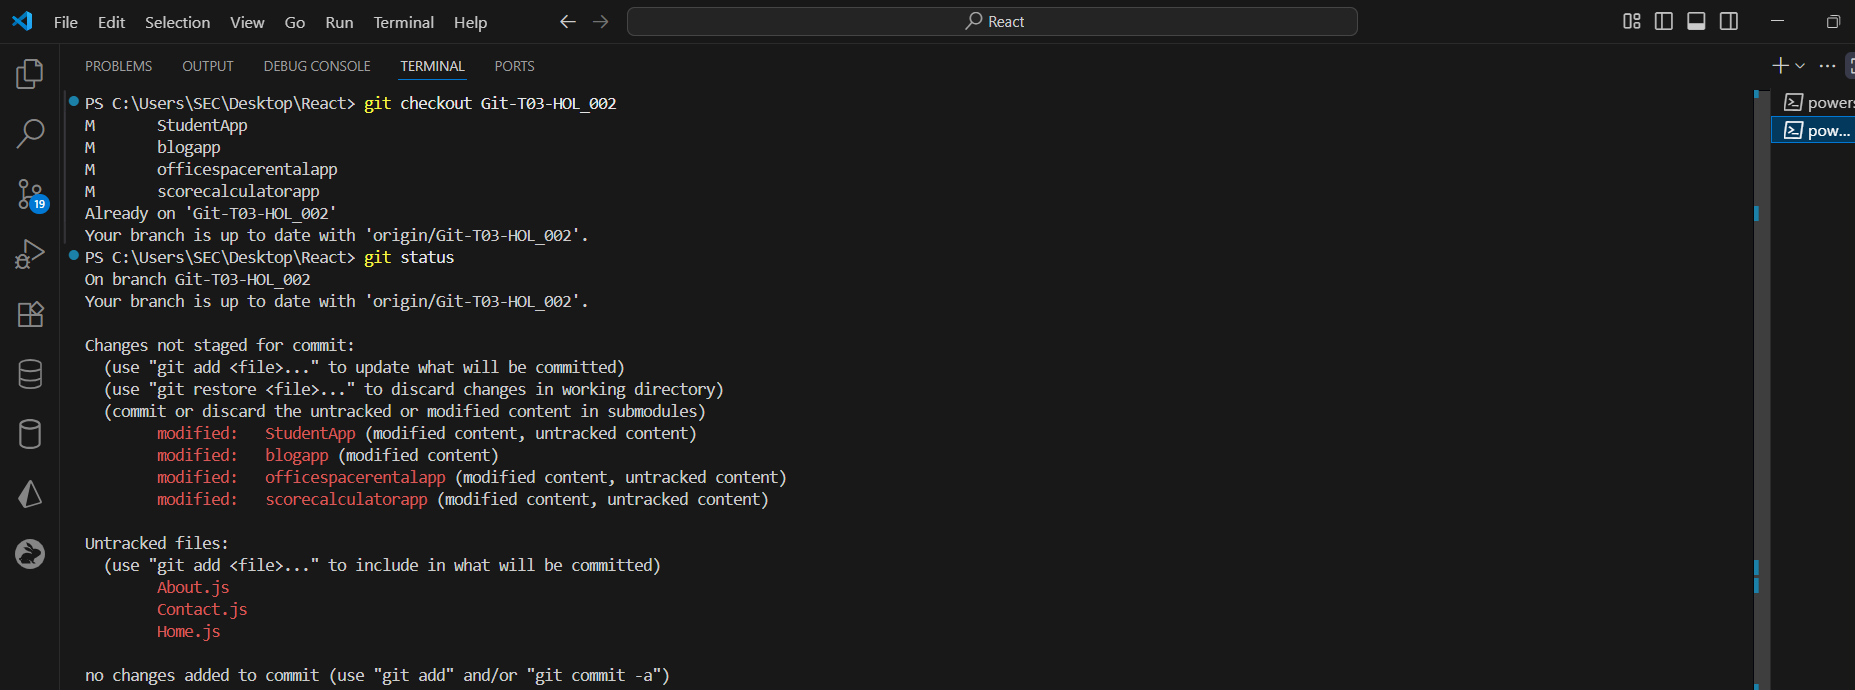 File Edit Selection View Go Run Terminal Help
React
PROBLEMS OUTPUT DEBUG CONSOLE TERMINAL PORTS
PS C:\Users\SEC\Desktop\React> git checkout Git-T03-HOL_002
M StudentApp
M blogapp
M officespacerentalapp
M scorecalculatorapp
Already on 'Git-T03-HOL_002'
Your branch is up to date with 'origin/Git-T03-HOL_002'.
PS C:\Users\SEC\Desktop\React> git status
On branch Git-T03-HOL_002
Your branch is up to date with 'origin/Git-T03-HOL_002'.
Changes not staged for commit:
(use "git add <file>..." to update what will be committed)
(use "git restore <file>..." to discard changes in working directory)
(commit or discard the untracked or modified content in submodules)
modified: StudentApp (modified content, untracked content)
modified: blogapp (modified content)
modified: officespacerentalapp (modified content, untracked content)
modified: scorecalculatorapp (modified content, untracked content)
Untracked files:
(use "git add <file>..." to include in what will be committed)
About.js
Contact.js
Home.js
no changes added to commit (use "git add" and/or "git commit -a")
19
powers
pow...